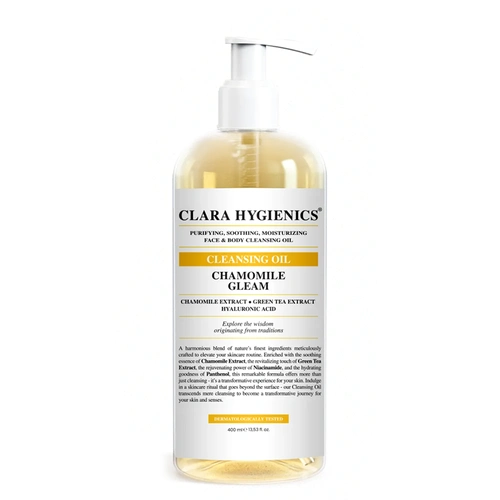 CLARA HYGIENICS®
PURIFYING, SOOTHING, MOISTURIZING
FACE & BODY CLEANSING OIL
CLEANSING OIL
CHAMOMILE
GLEAM
CHAMOMILE EXTRACT • GREEN TEA EXTRACT
HYALURONIC ACID
Explore the wisdom
originating from traditions
A harmonious blend of nature's finest ingredients meticulously
crafted to elevate your skincare routine. Enriched with the soothing
essence of Chamomile Extract, the revitalizing touch of Green Tea
Extract, the rejuvenating power of Niacinamide, and the hydrating
goodness of Panthenol, this remarkable formula offers more than
just cleansing - it's a transformative experience for your skin. Indulge
in a skincare ritual that goes beyond the surface - our Cleansing Oil
transcends mere cleansing to become a transformative journey for
your skin and senses.
DERMATOLOGICALLY TESTED
400 ml℮ 13.53 fl. oz.